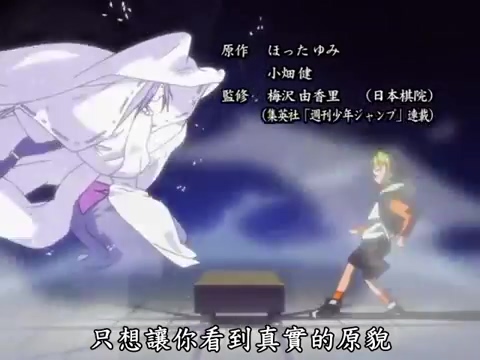 原作 ほったゆみ
小畑健
監修 梅沢由香里 (日本棋院)
(集英社「週刊少年ジャンプ」連載)
只想讓你看到真實的原貌